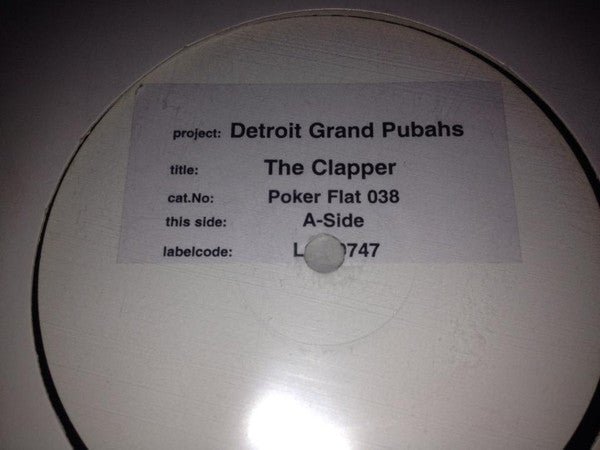 project: Detroit Grand Pubahs
title: The Clapper
cat.No: Poker Flat 038
this side: A-Side
labelcode: